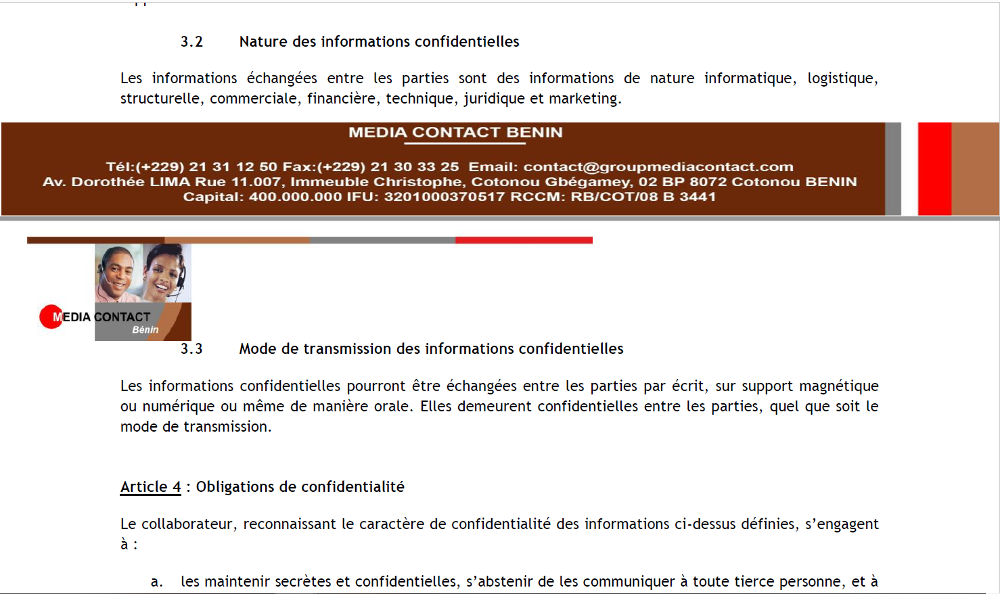 3.2 Nature des informations confidentielles
Les informations échangées entre les parties sont des informations de nature informatique, logistique,
structurelle, commerciale, financière, technique, juridique et marketing.
MEDIA CONTACT BENIN
Tél:(+229) 21 31 12 50 Fax:(+229) 21 30 33 25 Email: contact@groupmediacontact.com
Av. Dorothée LIMA Rue 11.007, Immeuble Christophe, Cotonou Gbégamey, 02 BP 8072 Cotonou BENIN
Capital: 400.000.000 IFU: 3201000370517 RCCM: RB/COT/08 B 3441
MEDIA CONTACT
Bénin
3.3 Mode de transmission des informations confidentielles
Les informations confidentielles pourront être échangées entre les parties par écrit, sur support magnétique
ou numérique ou même de manière orale. Elles demeurent confidentielles entre les parties, quel que soit le
mode de transmission.
Article 4 : Obligations de confidentialité
Le collaborateur, reconnaissant le caractère de confidentialité des informations ci-dessus définies, s’engagent
à :
a. les maintenir secrètes et confidentielles, s’abstenir de les communiquer à toute tierce personne, et à